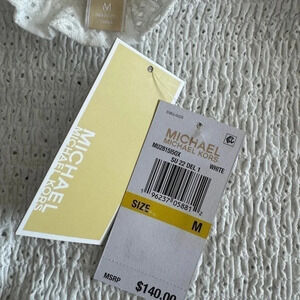 M
MICHAEL
MICHAEL KORS
MICHAEL
MICHAEL KORS
SU 22 DEL 1
WHITE
SIZE
M
MSRP
$140.00